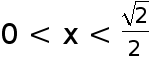 0 < x < √2/2